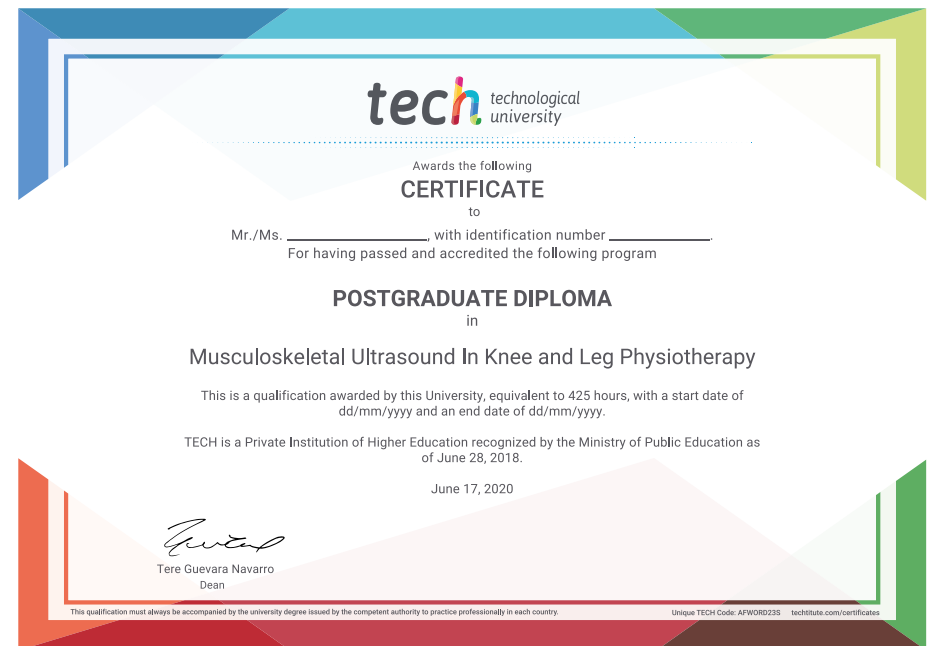 tech technological
university
Awards the following
CERTIFICATE
to
Mr./Ms. ____________, with identification number ____________.
For having passed and accredited the following program
POSTGRADUATE DIPLOMA
in
Musculoskeletal Ultrasound In Knee and Leg Physiotherapy
This is a qualification awarded by this University, equivalent to 425 hours, with a start date of
dd/mm/yyyy and an end date of dd/mm/yyyy.
TECH is a Private Institution of Higher Education recognized by the Ministry of Public Education as
of June 28, 2018.
June 17, 2020
Tere Guevara Navarro
Dean
This qualification must always be accompanied by the university degree issued by the competent authority to practice professionally in each country.
Unique TECH Code: AFWORD23S techtitute.com/certificates